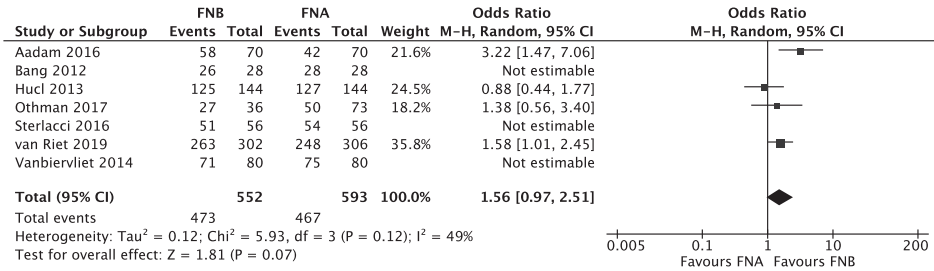 FNB FNA Odds Ratio Odds Ratio
Study or Subgroup Events Total Events Total Weight M-H, Random, 95% CI M-H, Random, 95% CI
Aadam 2016 58 70 42 70 21.6% 3.22 [1.47, 7.06]
Bang 2012 26 28 28 28 Not estimable
Hucl 2013 125 144 127 144 24.5% 0.88 [0.44, 1.77]
Othman 2017 27 36 50 73 18.2% 1.38 [0.56, 3.40]
Sterlacci 2016 51 56 54 56 Not estimable
van Riet 2019 263 302 248 306 35.8% 1.58 [1.01, 2.45]
Vanbiervliet 2014 71 80 75 80 Not estimable
Total (95% CI) 552 593 100.0% 1.56 [0.97, 2.51]
Total events 473 467
Heterogeneity: Tau² = 0.12; Chi² = 5.93, df = 3 (P = 0.12); I² = 49%
Test for overall effect: Z = 1.81 (P = 0.07)
0.005 0.1 1 10 200
Favours FNA Favours FNB